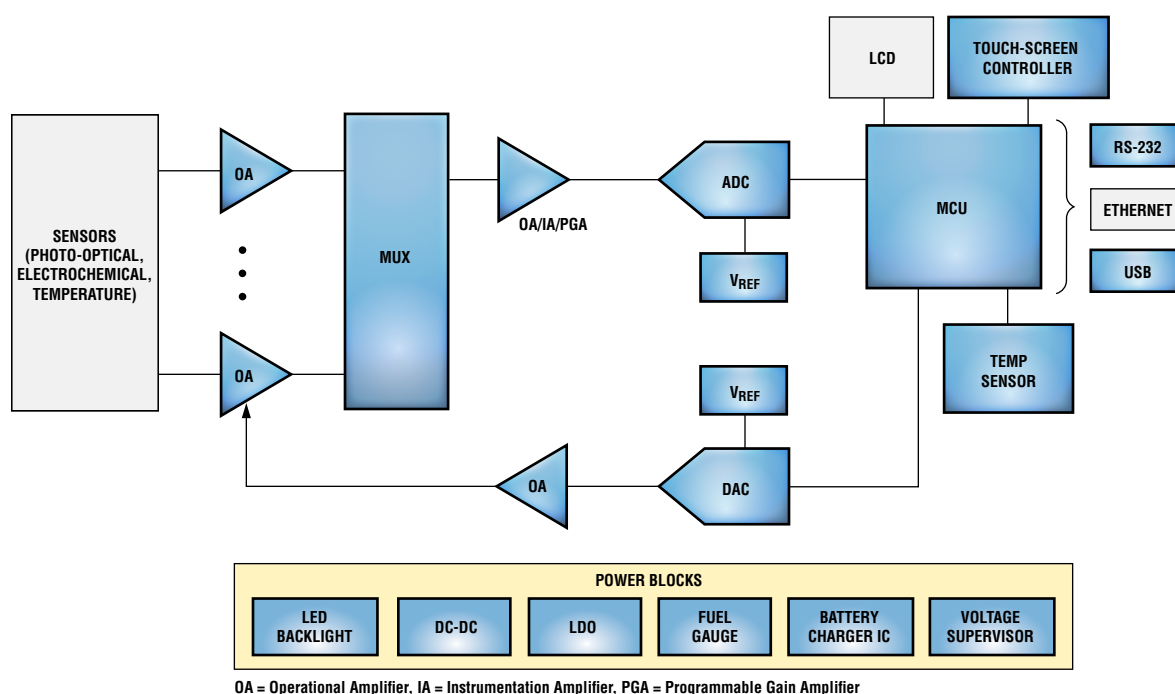 LCD
TOUCH-SCREEN
CONTROLLER
SENSORS
(PHOTO-OPTICAL,
ELECTROCHEMICAL,
TEMPERATURE)
OA
MUX
OA/IA/PGA
ADC
VREF
MCU
RS-232
ETHERNET
USB
OA
TEMP
SENSOR
VREF
OA
DAC
POWER BLOCKS
LED
BACKLIGHT
DC-DC
LDO
FUEL
GAUGE
BATTERY
CHARGER IC
VOLTAGE
SUPERVISOR
OA = Operational Amplifier, IA = Instrumentation Amplifier, PGA = Programmable Gain Amplifier